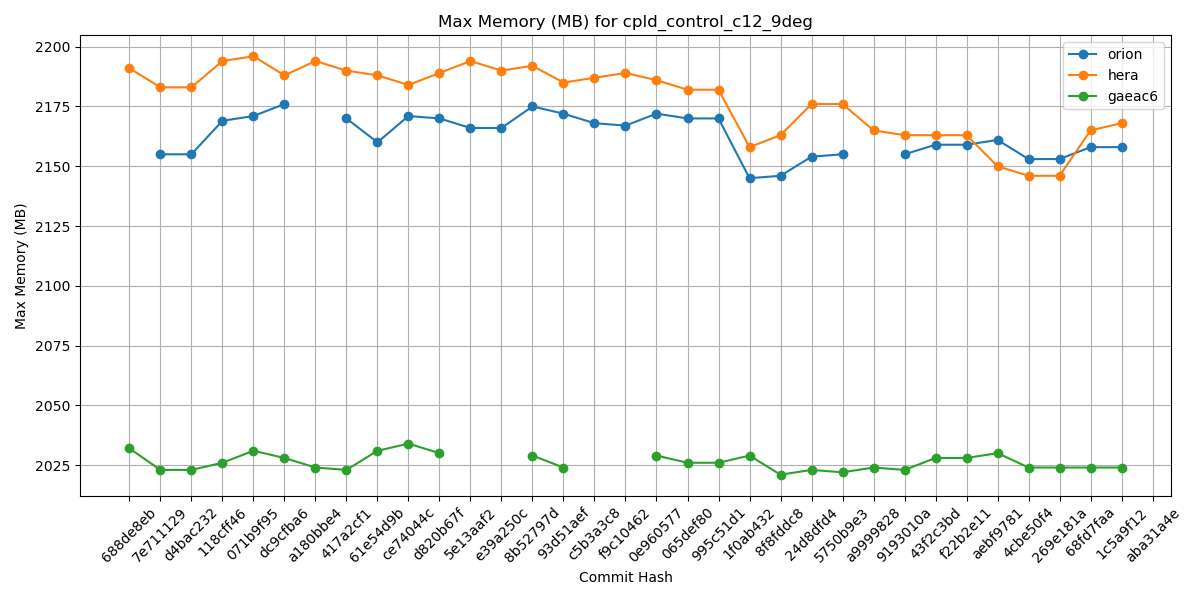 Max Memory (MB) for cpld_control_c12_9deg
orion
hera
gaeac6
Max Memory (MB)
2200
2175
2150
2125
2100
2075
2050
2025
688de8eb
7e711129
d4bac232
118cff46
071b9f95
dc9cfba6
a180bbe4
417a2cf1
61e54d9b
ce74044c
d820b67f
5e13aaf2
e39a250c
8b52797d
93d51aef
c5b3a3c8
f9c10462
0e960577
065def80
995c51d1
1f0ab432
8f8fddc8
24d8dfd4
5750b9e3
a9999828
9193010a
43f2c3bd
f22b2e11
aebf9781
4cbe50f4
269e181a
68fd7faa
1c5a9f12
aba31a4e
Commit Hash